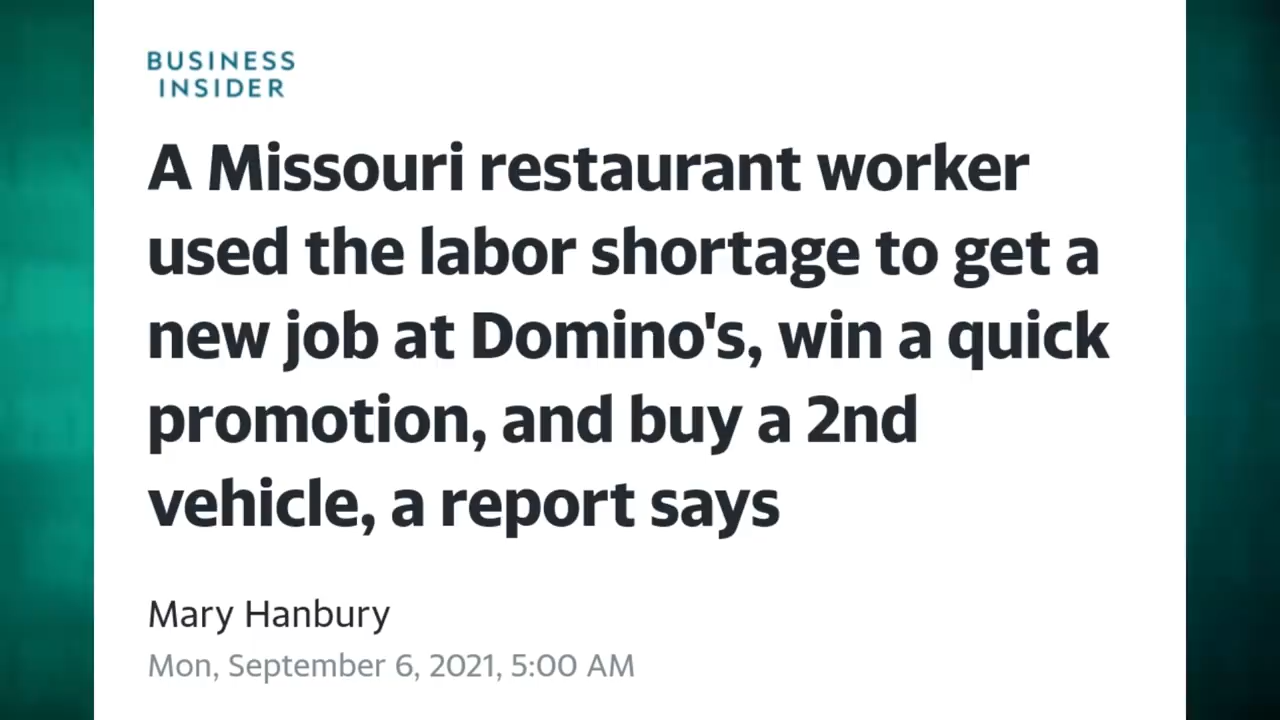 BUSINESS
INSIDER
A Missouri restaurant worker
used the labor shortage to get a
new job at Domino's, win a quick
promotion, and buy a 2nd
vehicle, a report says
Mary Hanbury
Mon, September 6, 2021, 5:00 AM